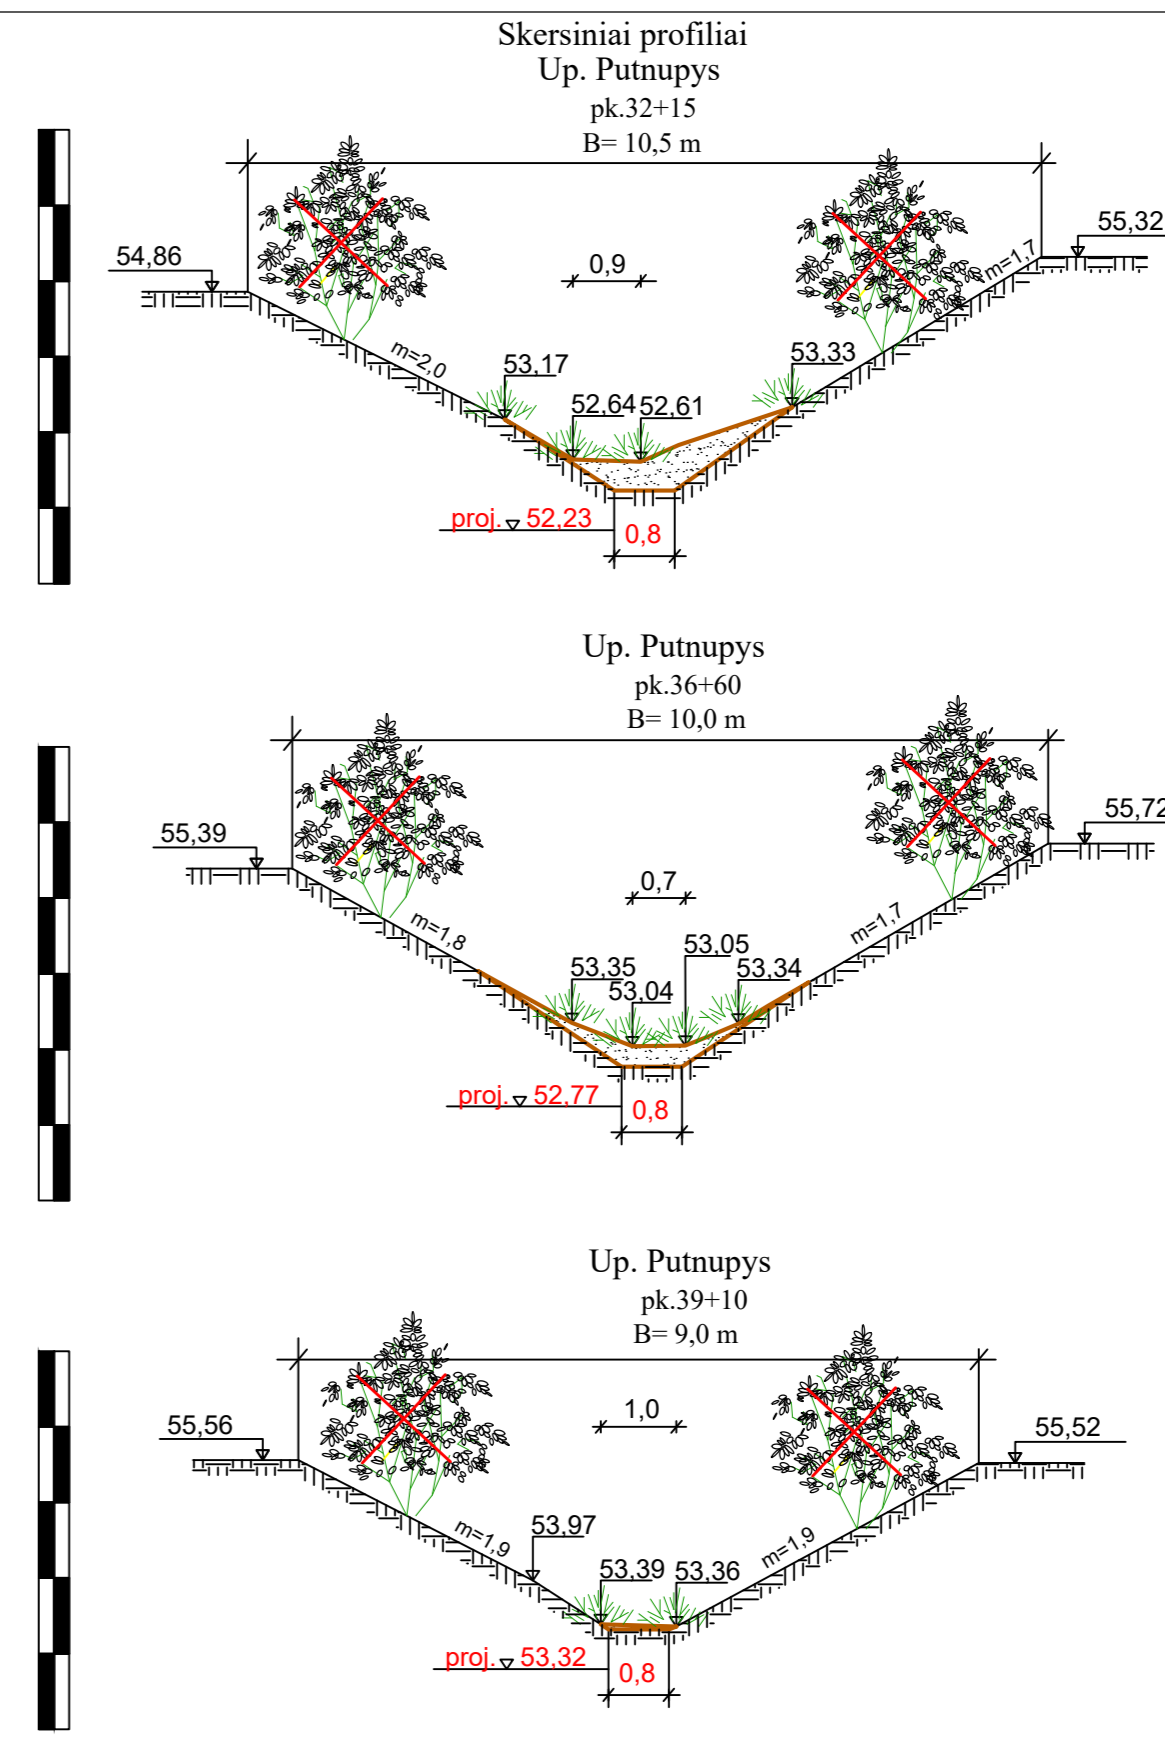 Skersiniai profiliai
Up. Putnupys
pk.32+15
B= 10,5 m
54,86
55,32
0,9
m=1,7
m=2,0
53,17
53,33
52,64
52,61
proj. 52,23
0,8
Up. Putnupys
pk.36+60
B= 10,0 m
55,39
55,72
0,7
m=1,8
m=1,7
53,05
53,35
53,34
53,04
proj. 52,77
0,8
Up. Putnupys
pk.39+10
B= 9,0 m
55,56
1,0
55,52
m=1,9
53,97
m=1,9
53,39
53,36
proj. 53,32
0,8